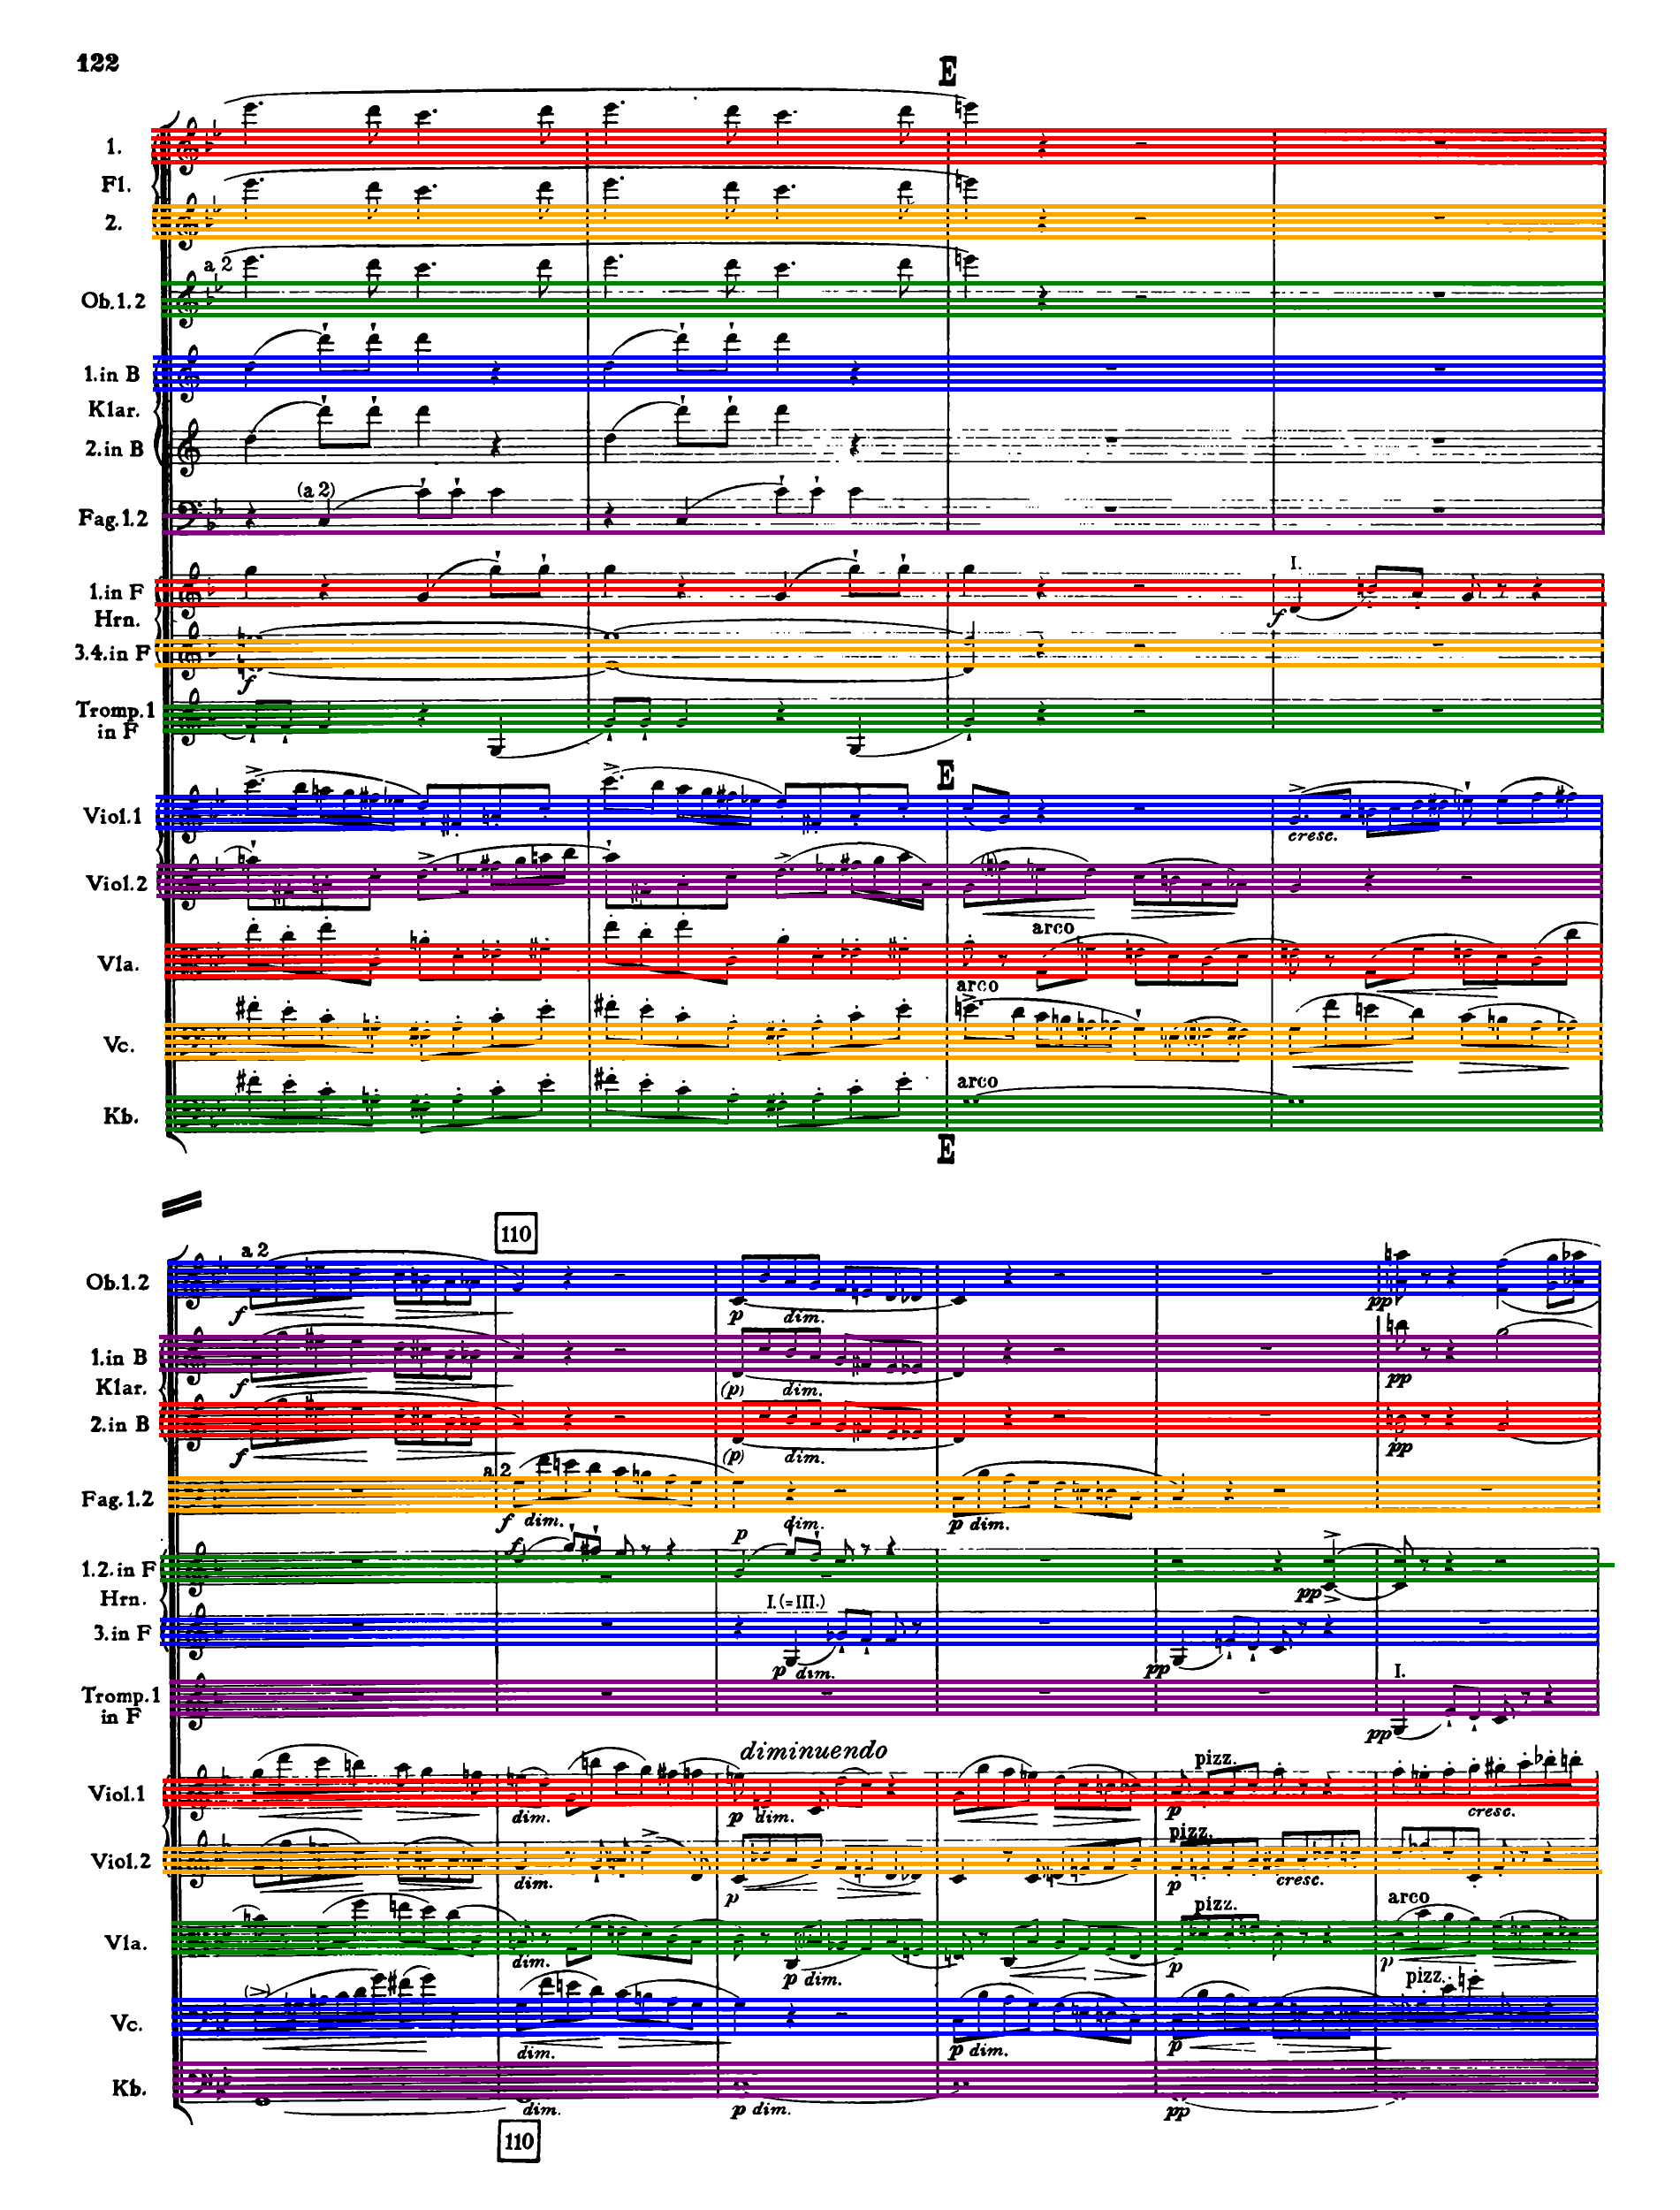 122
E
1.
Fl.
2.
a 2
Ob.1.2
1.in B
Klar.
2.in B
(a 2)
Fag.1.2
1.in F
I.
f
Hrn.
3.4.in F
f
Tromp.1
in F
E
Viol.1
cresc.
Viol.2
arco
Vla.
arco
Vc.
arco
Kb.
E
110
a 2
Ob.1.2
f
p dim.
pp
1.in B
f
(p) dim.
pp
Klar.
2.in B
f
(p) dim.
pp
a 2
Fag.1.2
f dim.
p dim.
p dim.
f
1.2.in F
pp
Hrn.
I.(=III.)
3.in F
p dim.
pp
I.
Tromp.1
in F
pp
diminuendo
pizz.
Viol.1
dim.
p dim.
p
cresc.
pizz.
Viol.2
dim.
p
p
cresc.
pizz.
arco
Vla.
dim.
p dim.
p
p
pizz.
Vc.
dim.
p dim.
p
Kb.
dim.
p dim.
pp
110